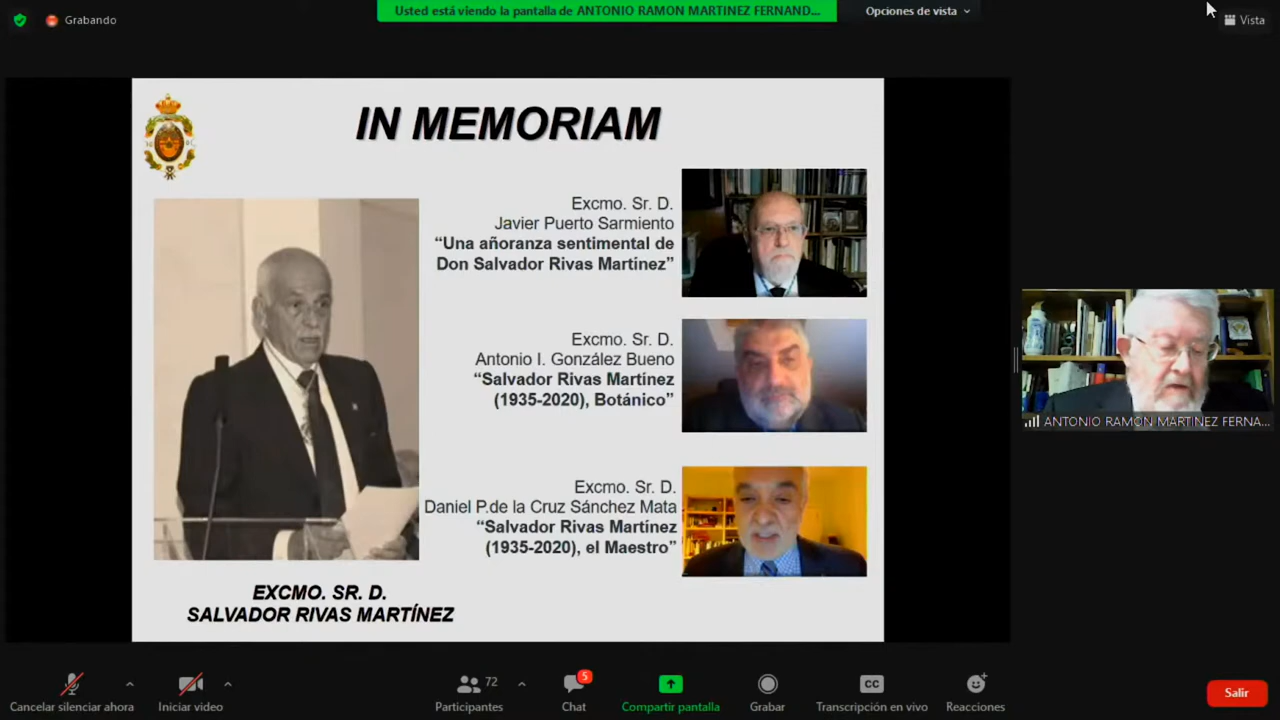 Grabando
Usted está viendo la pantalla de ANTONIO RAMON MARTINEZ FERNAND...
Opciones de vista
Vista
IN MEMORIAM
Excmo. Sr. D.
Javier Puerto Sarmiento
“Una añoranza sentimental de
Don Salvador Rivas Martínez”
Excmo. Sr. D.
Antonio I. González Bueno
“Salvador Rivas Martínez
(1935-2020), Botánico”
Excmo. Sr. D.
Daniel P.de la Cruz Sánchez Mata
“Salvador Rivas Martínez
(1935-2020), el Maestro”
EXCMO. SR. D.
SALVADOR RIVAS MARTÍNEZ
ANTONIO RAMON MARTINEZ FERNA...
Cancelar silenciar ahora
Iniciar video
72
Participantes
5
Chat
Compartir pantalla
Grabar
CC
Transcripción en vivo
Reacciones
Salir